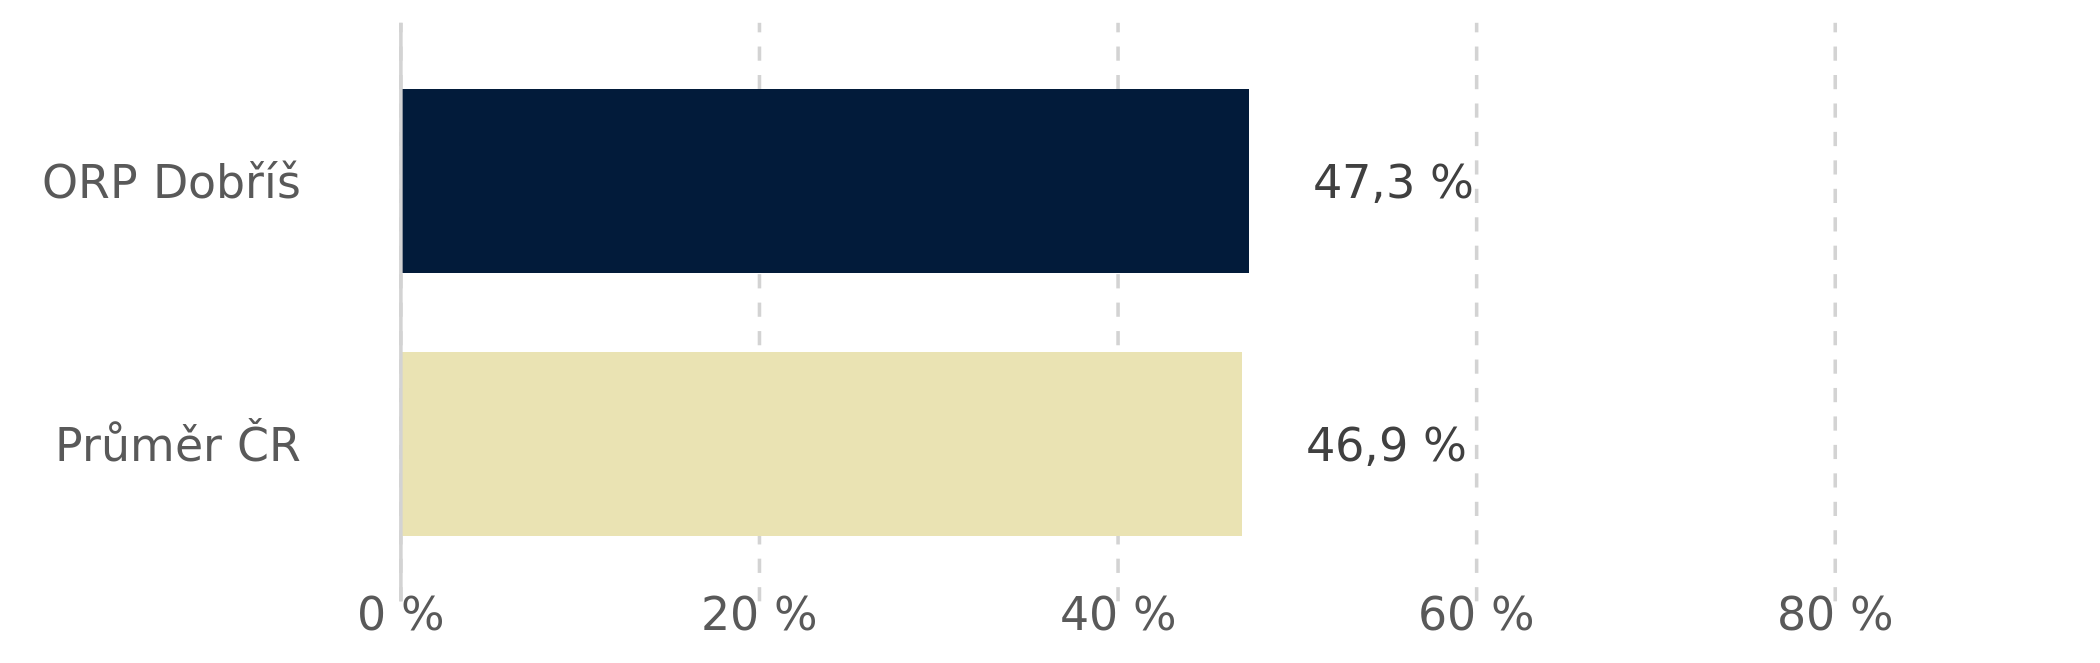 ORP Dobříš 47,3 %
Průměr ČR 46,9 %
0 % 20 % 40 % 60 % 80 %